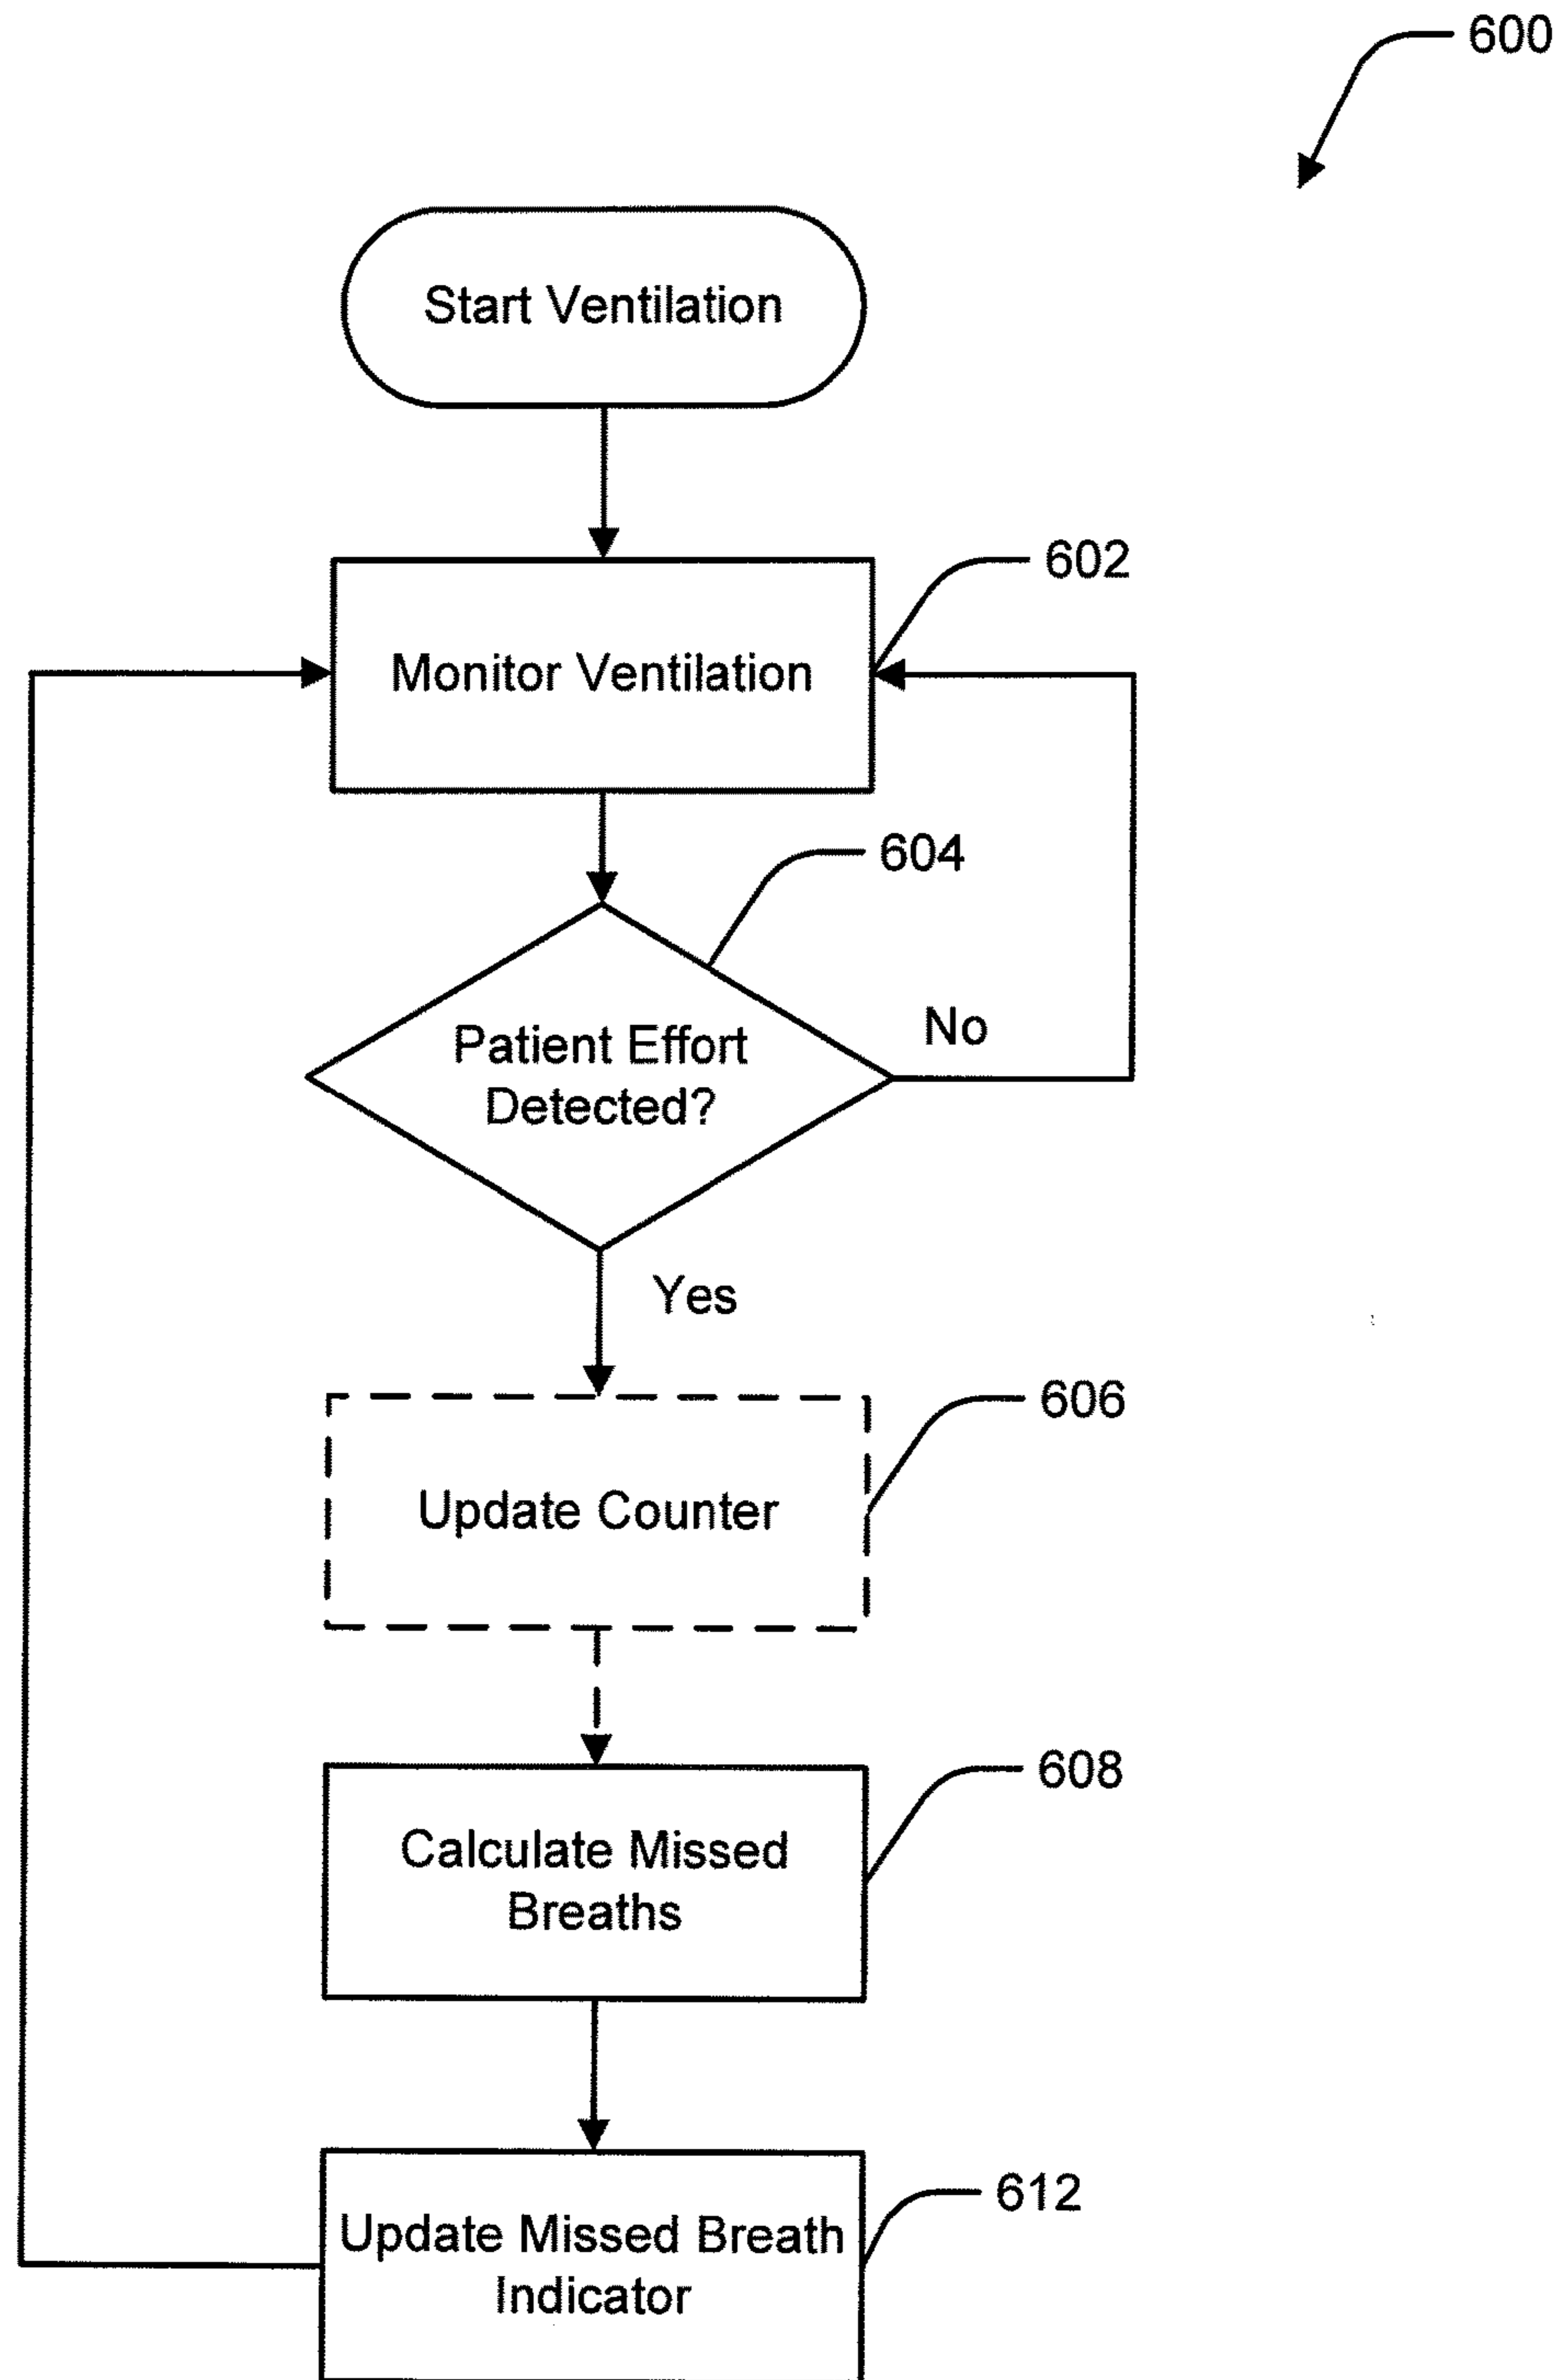 600
Start Ventilation
602
Monitor Ventilation
604
Patient Effort
Detected?
No
Yes
606
Update Counter
608
Calculate Missed
Breaths
612
Update Missed Breath
Indicator